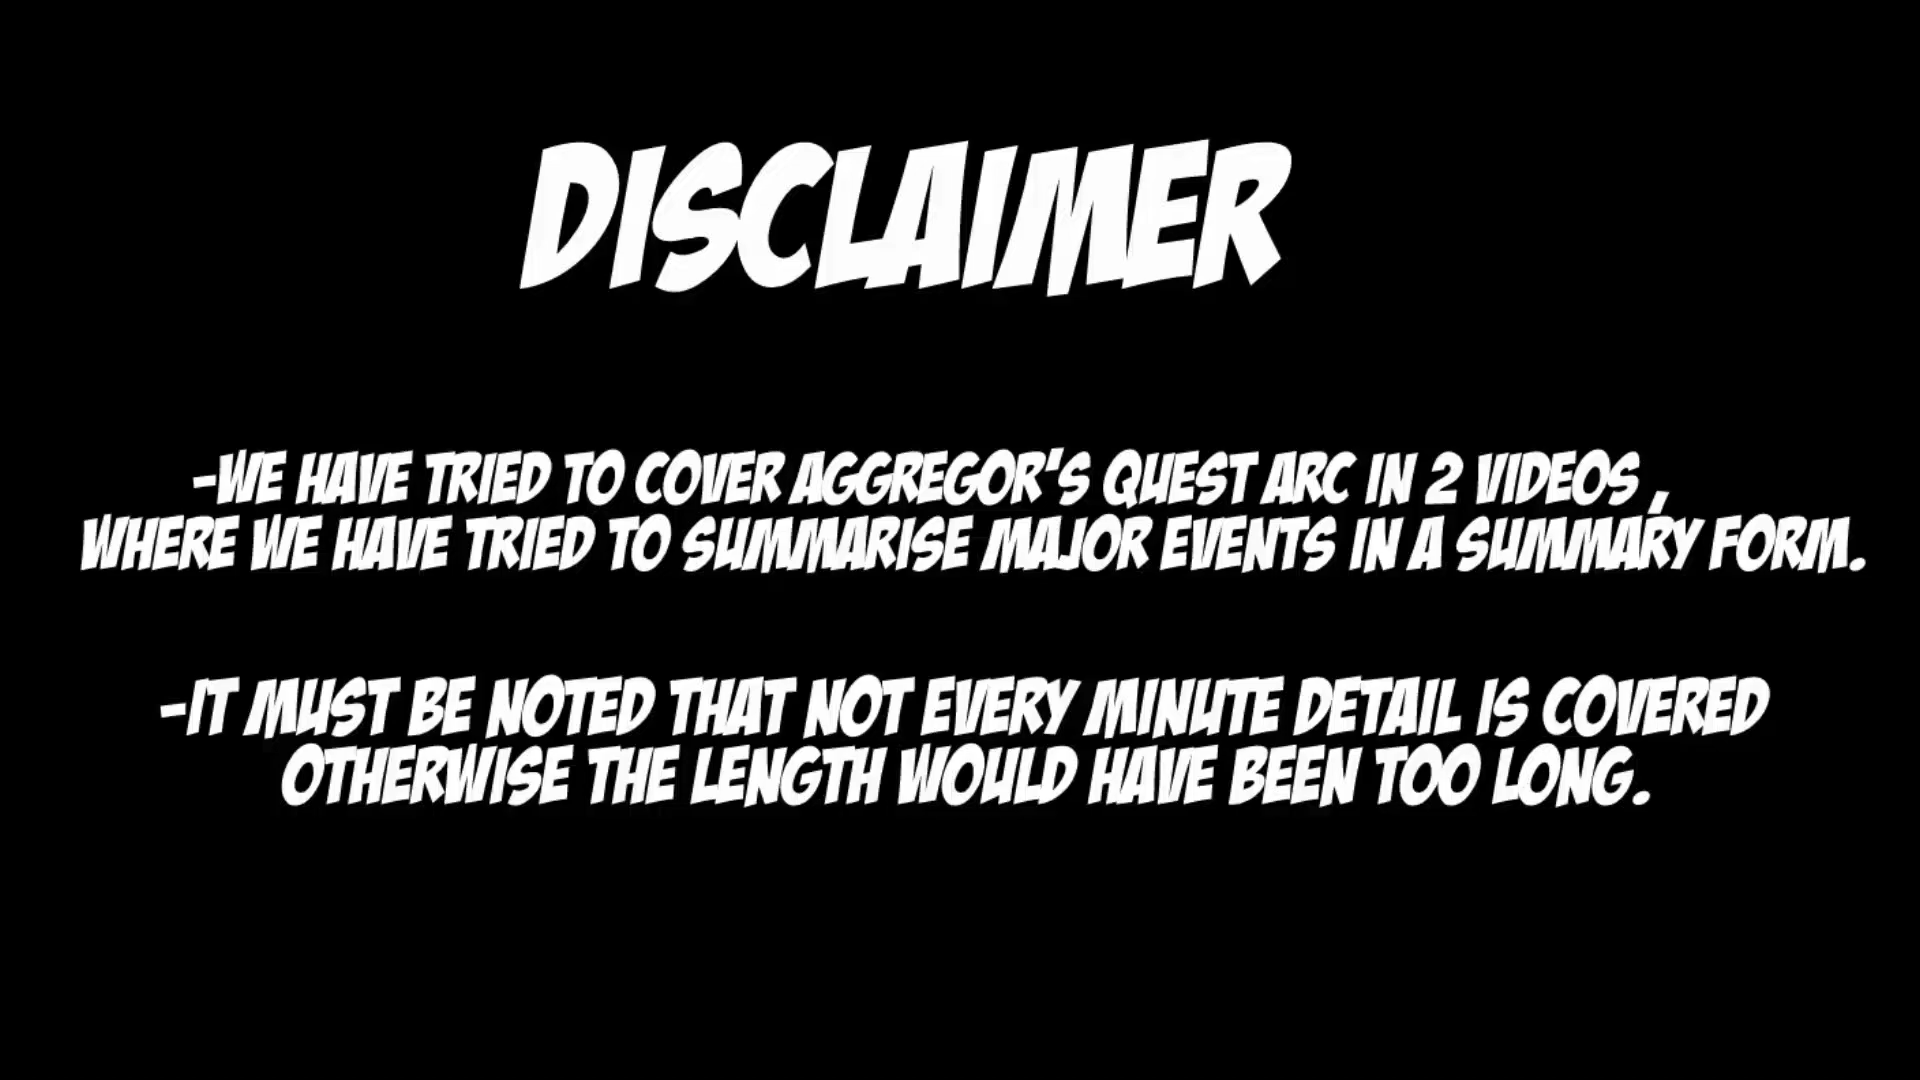 DISCLAIMER
-WE HAVE TRIED TO COVER AGGREGOR'S QUEST ARC IN 2 VIDEOS ,
WHERE WE HAVE TRIED TO SUMMARISE MAJOR EVENTS IN A SUMMARY FORM.
-IT MUST BE NOTED THAT NOT EVERY MINUTE DETAIL IS COVERED
OTHERWISE THE LENGTH WOULD HAVE BEEN TOO LONG.